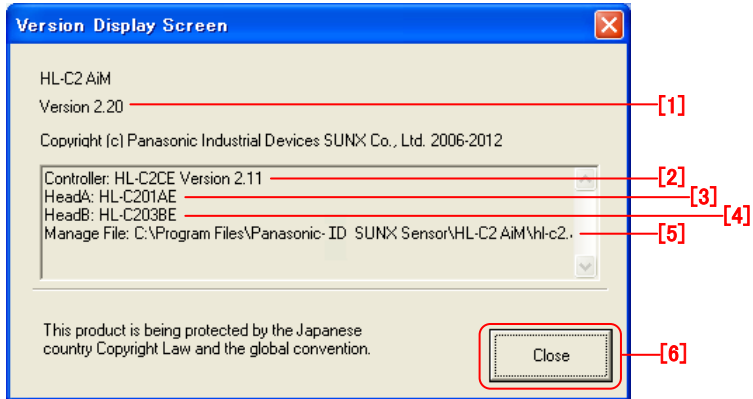 Version Display Screen
HL-C2 AiM
Version 2.20
[1]
Copyright (c) Panasonic Industrial Devices SUNX Co., Ltd. 2006-2012
Controller: HL-C2CE Version 2.11
[2]
HeadA: HL-C201AE
[3]
HeadB: HL-C203BE
[4]
Manage File: C:\Program Files\Panasonic-ID SUNX Sensor\HL-C2 AiM\hl-c2.
[5]
This product is being protected by the Japanese
country Copyright Law and the global convention.
Close
[6]